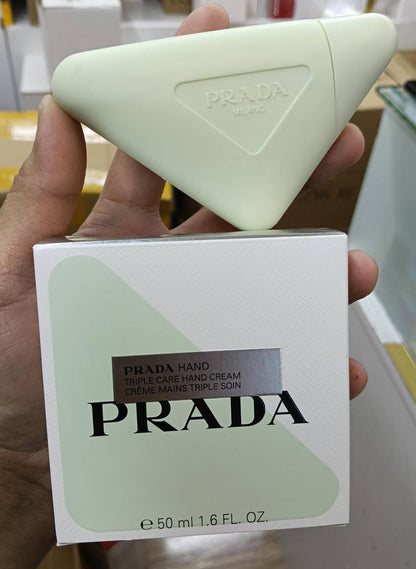 PRADA
MILANO
PRADA HAND
TRIPLE CARE HAND CREAM
CRÈME MAINS TRIPLE SOIN
PRADA
℮ 50 ml 1.6 FL. OZ.